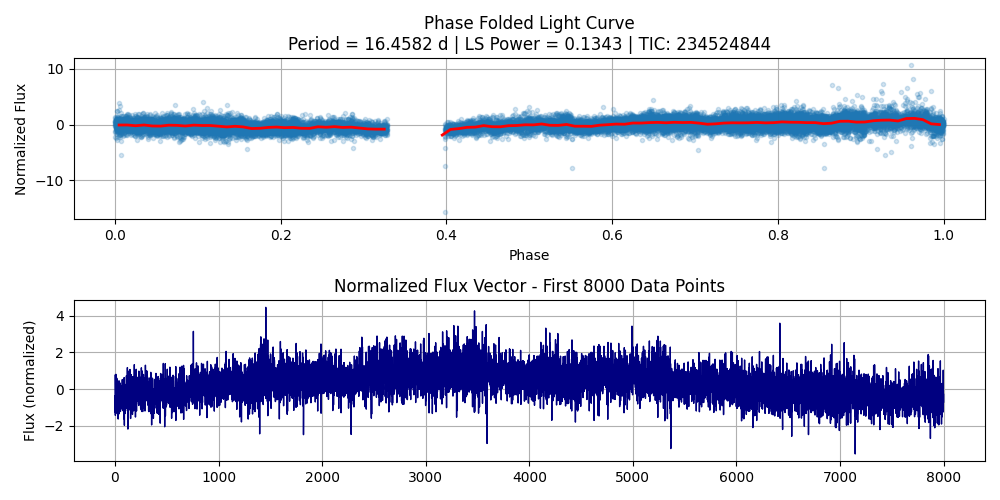 Phase Folded Light Curve
Period = 16.4582 d | LS Power = 0.1343 | TIC: 234524844
Normalized Flux
10
0
−10
0.0 0.2 0.4 0.6 0.8 1.0
Phase
Normalized Flux Vector - First 8000 Data Points
Flux (normalized)
4
2
0
−2
0 1000 2000 3000 4000 5000 6000 7000 8000